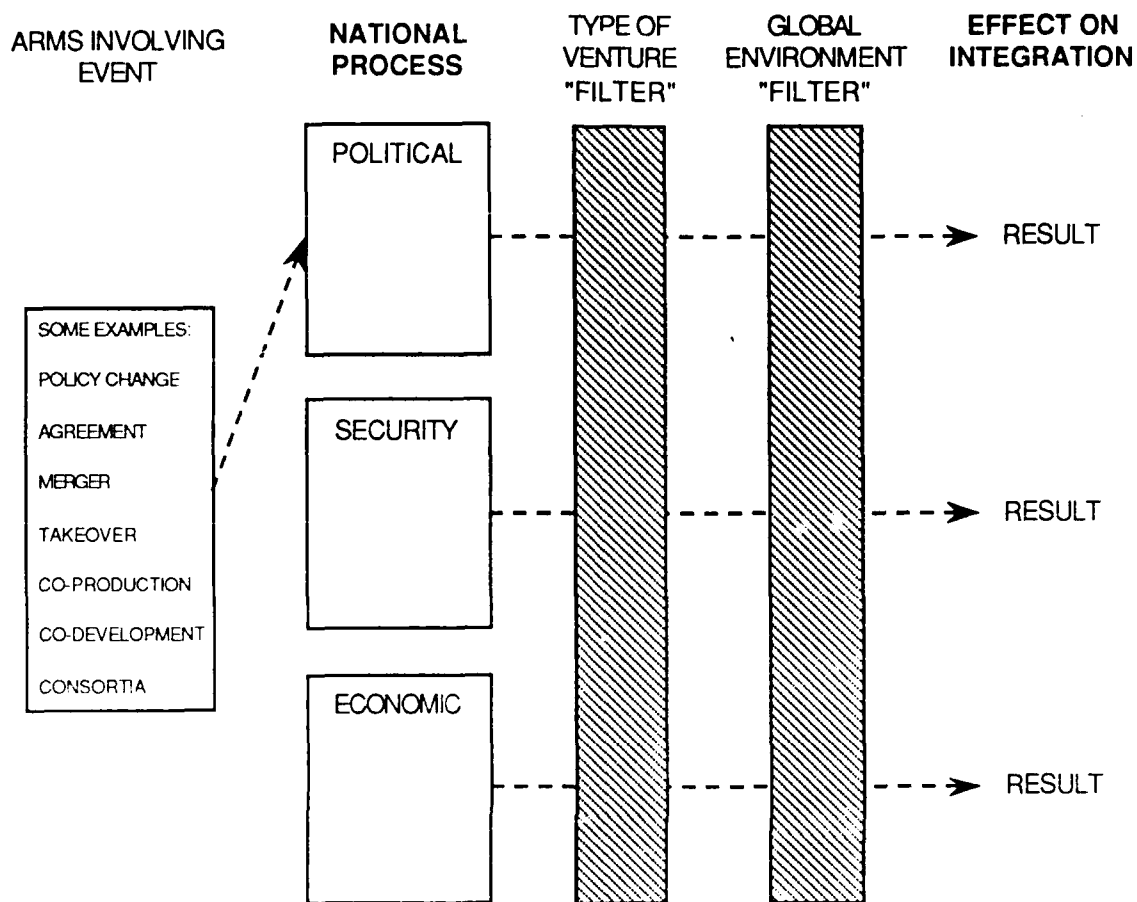 ARMS INVOLVING
EVENT
NATIONAL
PROCESS
TYPE OF
VENTURE
"FILTER"
GLOBAL
ENVIRONMENT
"FILTER"
EFFECT ON
INTEGRATION
POLITICAL
RESULT
SOME EXAMPLES:
POLICY CHANGE
AGREEMENT
MERGER
TAKEOVER
CO-PRODUCTION
CO-DEVELOPMENT
CONSORTIA
SECURITY
RESULT
ECONOMIC
RESULT